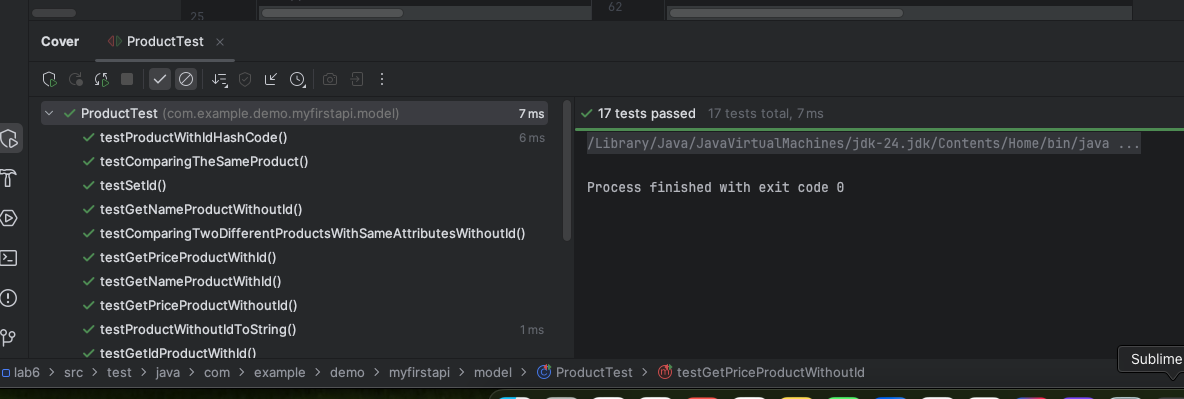 25
62
Cover ProductTest ×
ProductTest (com.example.demo.myfirstapi.model) 7 ms
testProductWithIdHashCode() 6 ms
testComparingTheSameProduct()
testSetId()
testGetNameProductWithoutId()
testComparingTwoDifferentProductsWithSameAttributesWithoutId()
testGetPriceProductWithId()
testGetNameProductWithId()
testGetPriceProductWithoutId()
testProductWithoutIdToString() 1 ms
testGetIdProductWithId()
17 tests passed 17 tests total, 7 ms
/Library/Java/JavaVirtualMachines/jdk-24.jdk/Contents/Home/bin/java ...
Process finished with exit code 0
Sublime
lab6 > src > test > java > com > example > demo > myfirstapi > model > ProductTest > testGetPriceProductWithoutId